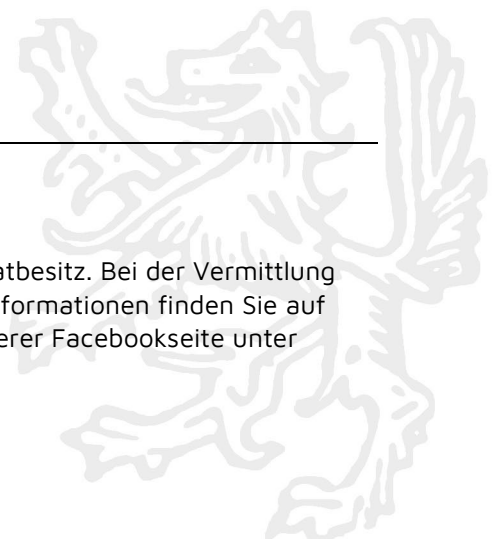 atbesitz. Bei der Vermittlung
formationen finden Sie auf
erer Facebookseite unter